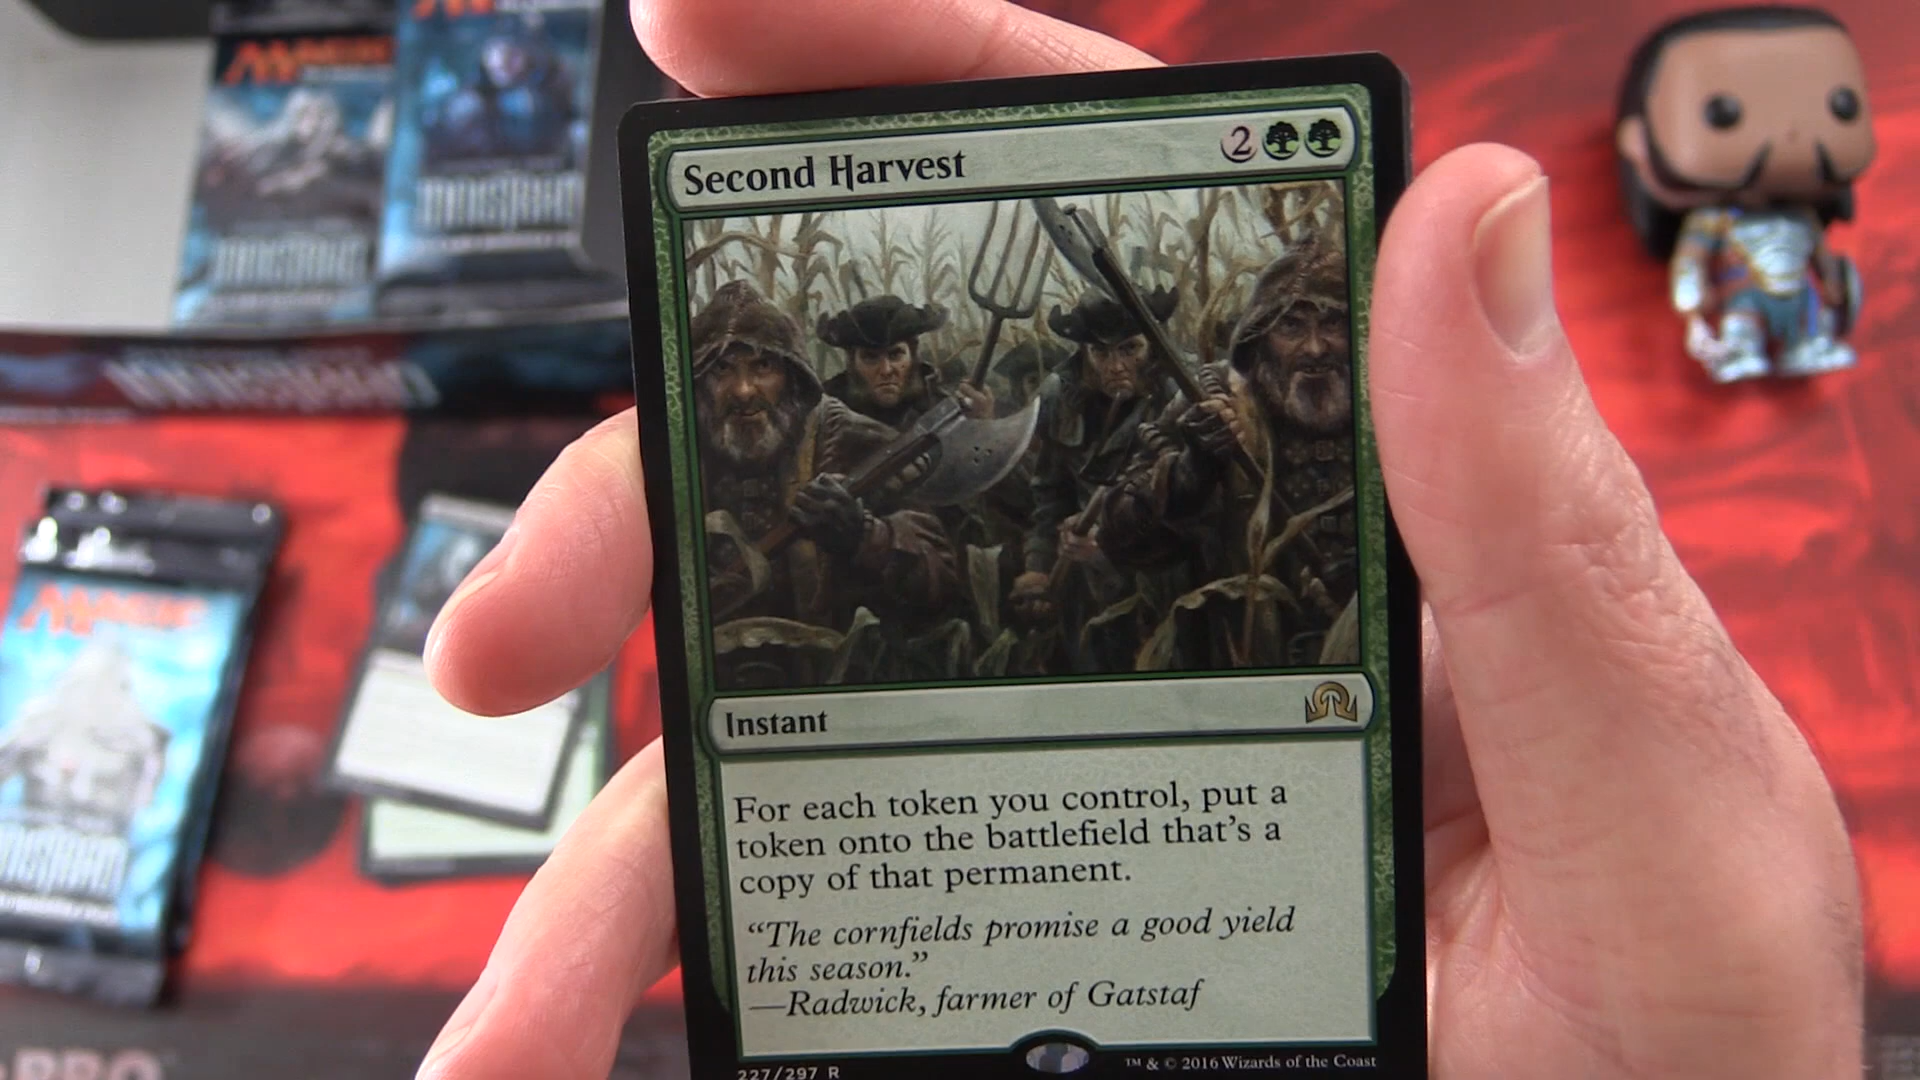 MAGIC
Second Harvest 2
Instant
For each token you control, put a
token onto the battlefield that's a
copy of that permanent.
“The cornfields promise a good yield
this season.”
—Radwick, farmer of Gatstaf
227/297 R
™ & © 2016 Wizards of the Coast
MAGIC